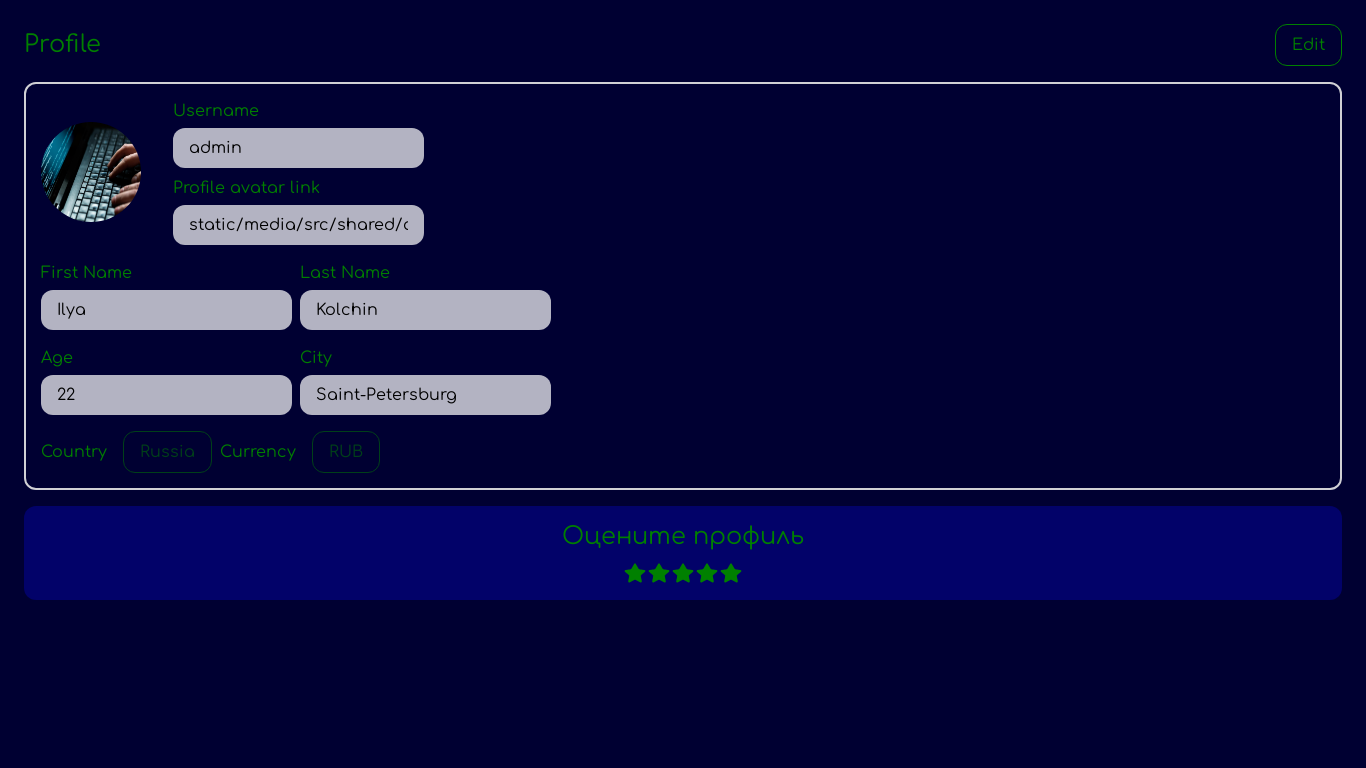 Profile
Edit
Username
admin
Profile avatar link
static/media/src/shared/
First Name
Last Name
Ilya
Kolchin
Age
City
22
Saint-Petersburg
Country
Russia
Currency
RUB
Оцените профиль